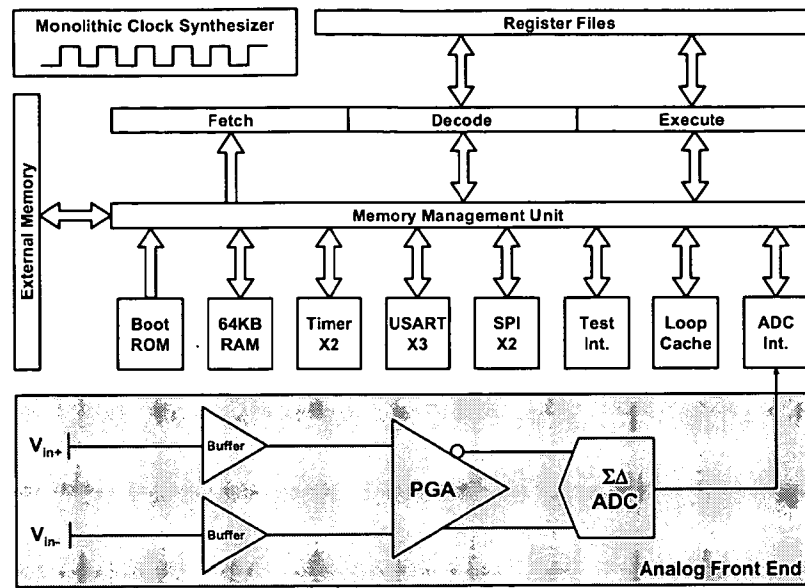 Monolithic Clock Synthesizer
Register Files
Fetch
Decode
Execute
External Memory
Memory Management Unit
Boot
ROM
64KB
RAM
Timer
X2
USART
X3
SPI
X2
Test
Int.
Loop
Cache
ADC
Int.
Vin+
Buffer
PGA
ΣΔ
ADC
Vin-
Buffer
Analog Front End